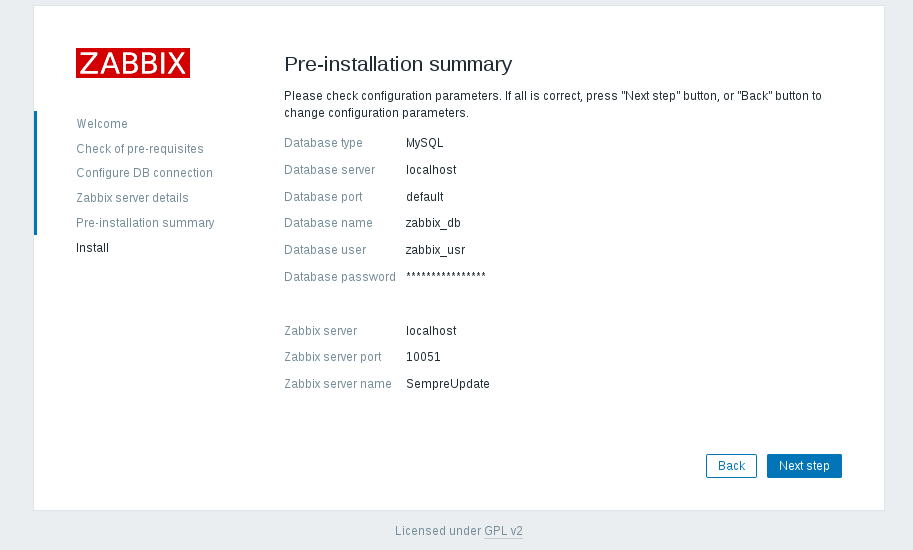 ZABBIX
Welcome
Check of pre-requisites
Configure DB connection
Zabbix server details
Pre-installation summary
Install
Pre-installation summary
Please check configuration parameters. If all is correct, press "Next step" button, or "Back" button to
change configuration parameters.
Database type MySQL
Database server localhost
Database port default
Database name zabbix_db
Database user zabbix_usr
Database password ****************
Zabbix server localhost
Zabbix server port 10051
Zabbix server name SempreUpdate
Back Next step
Licensed under GPL v2